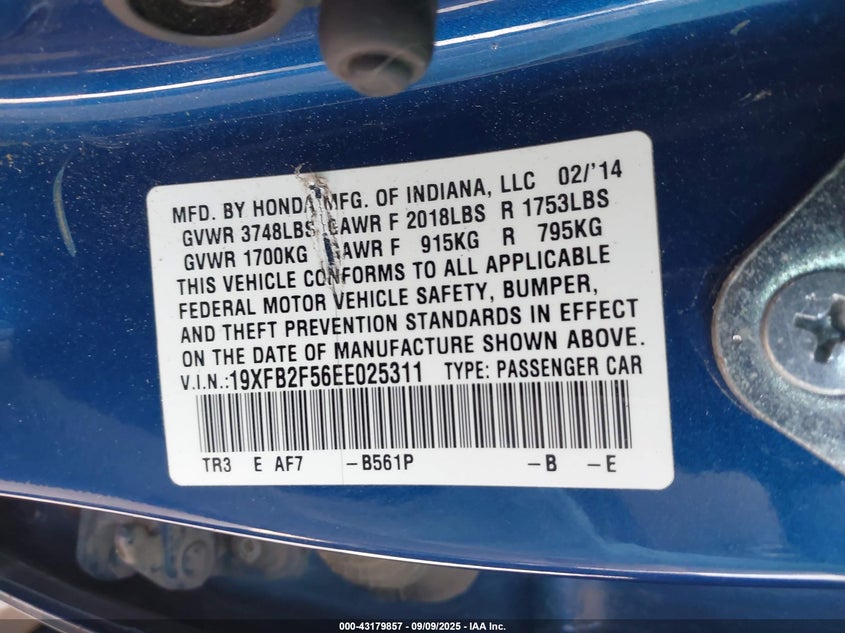 MFD. BY HONDA MFG. OF INDIANA, LLC 02/'14
GVWR 3748LBS GAWR F 2018LBS R 1753LBS
GVWR 1700KG GAWR F 915KG R 795KG
THIS VEHICLE CONFORMS TO ALL APPLICABLE
FEDERAL MOTOR VEHICLE SAFETY, BUMPER,
AND THEFT PREVENTION STANDARDS IN EFFECT
ON THE DATE OF MANUFACTURE SHOWN ABOVE.
V.I.N.:19XFB2F56EE025311 TYPE: PASSENGER CAR
TR3 E AF7 -B561P -B -E
000-43179857 - 09/09/2025 - IAA Inc.